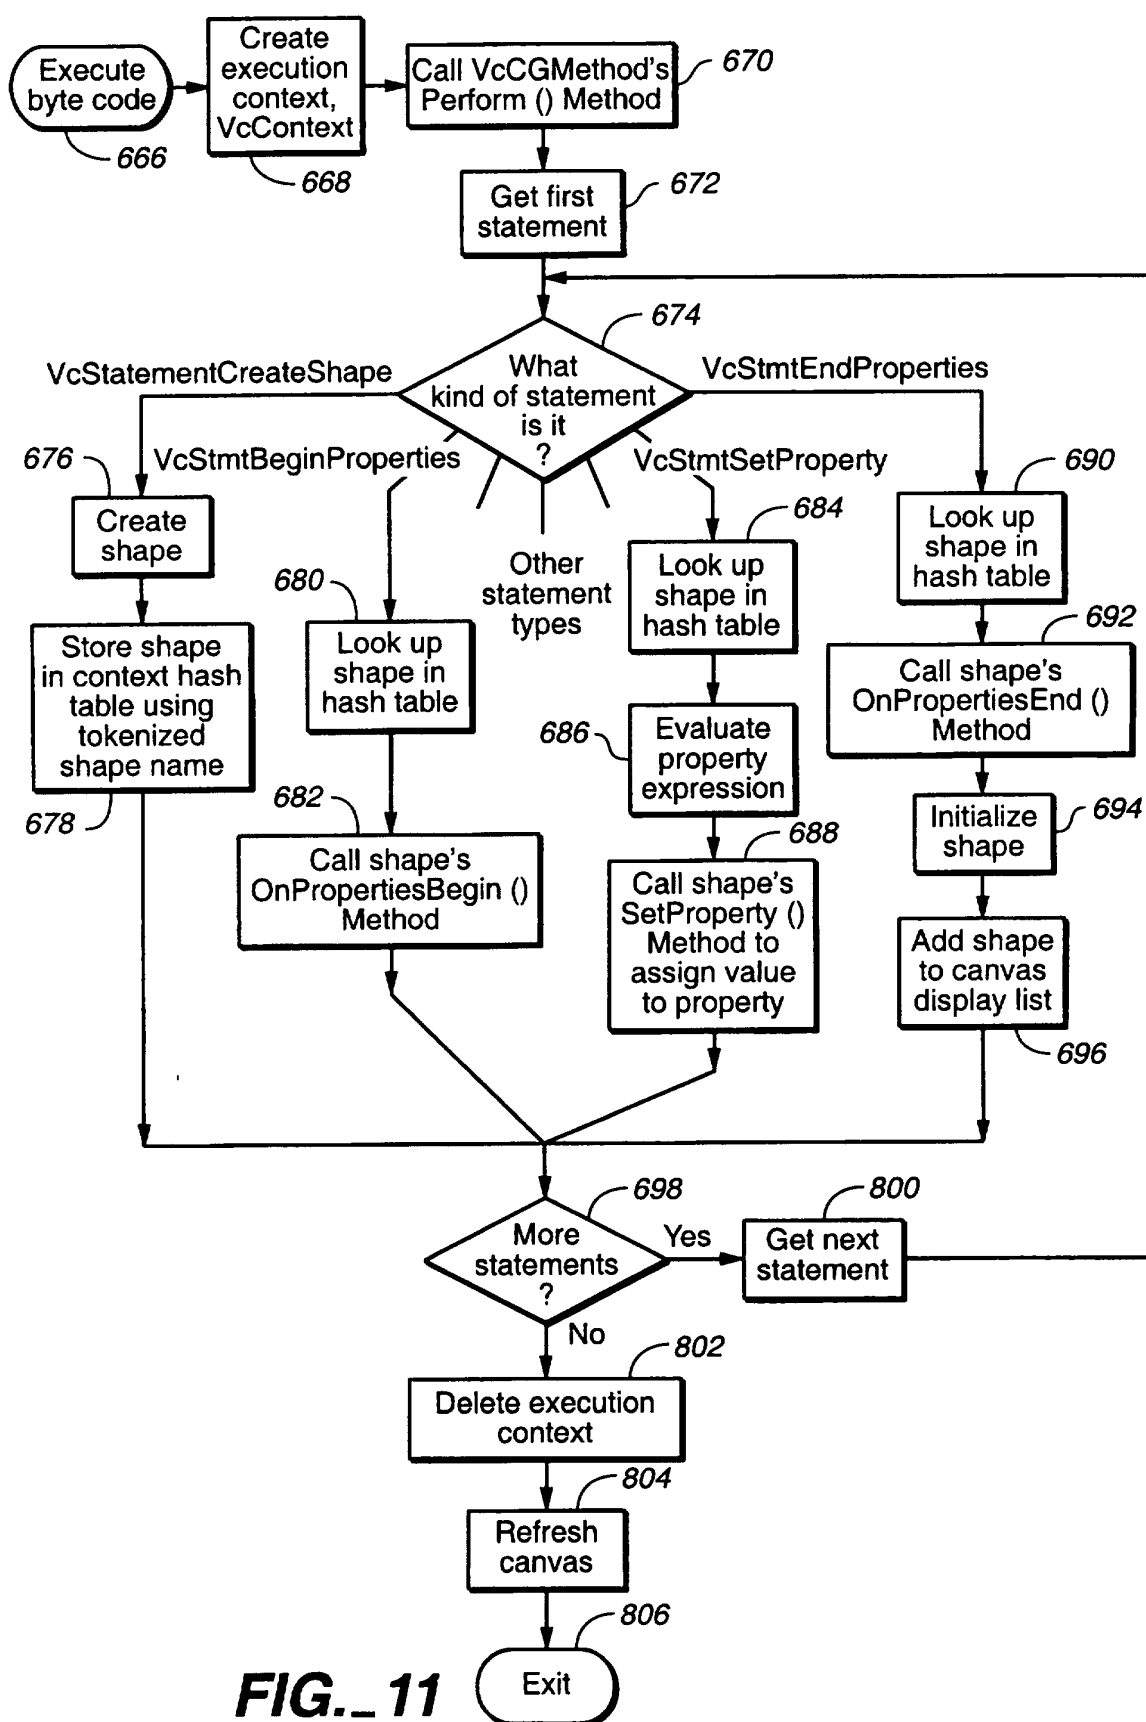 Execute
byte code
666
Create
execution
context,
VcContext
668
Call VcCGMethod's
Perform () Method
670
Get first
statement
672
What
kind of statement
is it
?
674
VcStatementCreateShape
VcStmtBeginProperties
Other
statement
types
VcStmtSetProperty
VcStmtEndProperties
676
Create
shape
Store shape
in context hash
table using
tokenized
shape name
678
680
Look up
shape in
hash table
682
Call shape's
OnPropertiesBegin ()
Method
684
Look up
shape in
hash table
686
Evaluate
property
expression
688
Call shape's
SetProperty ()
Method to
assign value
to property
690
Look up
shape in
hash table
692
Call shape's
OnPropertiesEnd ()
Method
Initialize
shape
694
Add shape
to canvas
display list
696
698
More
statements
?
Yes
800
Get next
statement
No
802
Delete execution
context
804
Refresh
canvas
806
Exit
FIG._11